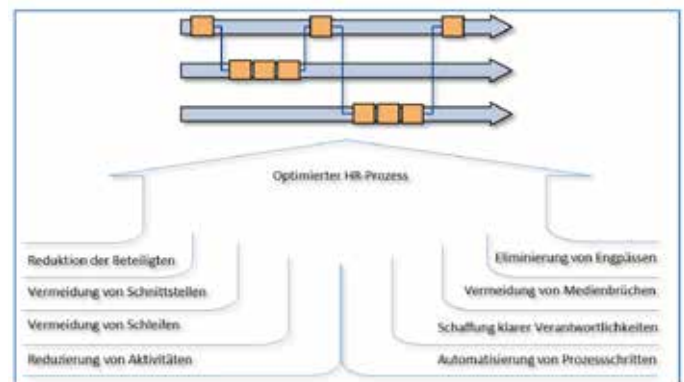 Optimierter HR-Prozess
Reduktion der Beteiligten
Vermeidung von Schnittstellen
Vermeidung von Schleifen
Reduzierung von Aktivitäten
Eliminierung von Engpässen
Vermeidung von Medienbrüchen
Schaffung klarer Verantwortlichkeiten
Automatisierung von Prozessschritten